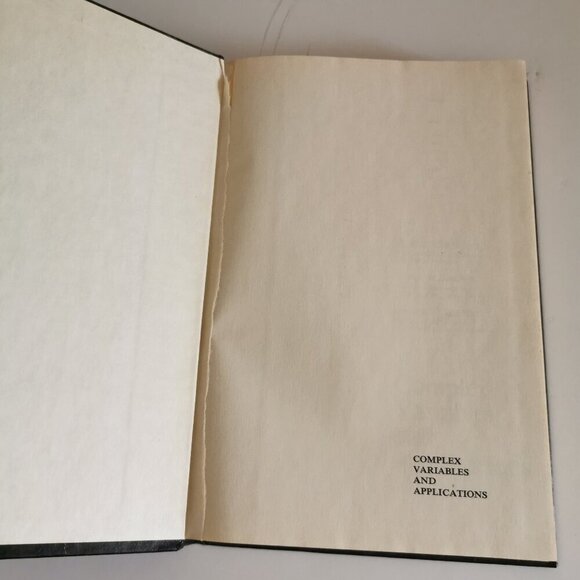 COMPLEX
VARIABLES
AND
APPLICATIONS